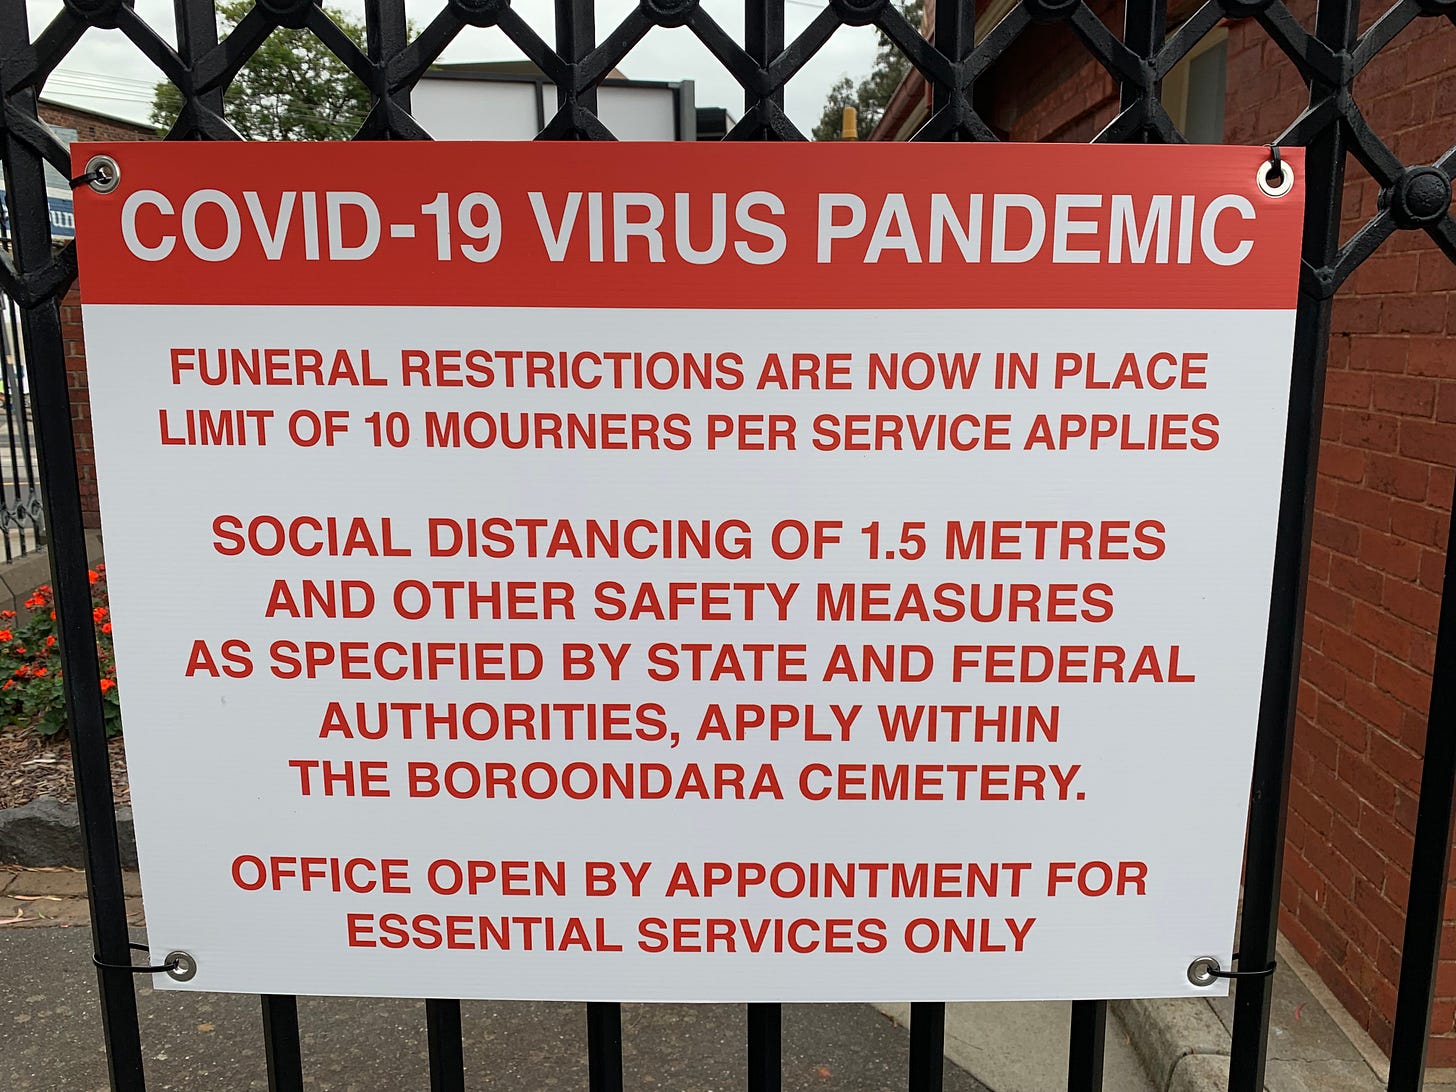 COVID-19 VIRUS PANDEMIC
FUNERAL RESTRICTIONS ARE NOW IN PLACE
LIMIT OF 10 MOURNERS PER SERVICE APPLIES
SOCIAL DISTANCING OF 1.5 METRES
AND OTHER SAFETY MEASURES
AS SPECIFIED BY STATE AND FEDERAL
AUTHORITIES, APPLY WITHIN
THE BOROONDARA CEMETERY.
OFFICE OPEN BY APPOINTMENT FOR
ESSENTIAL SERVICES ONLY